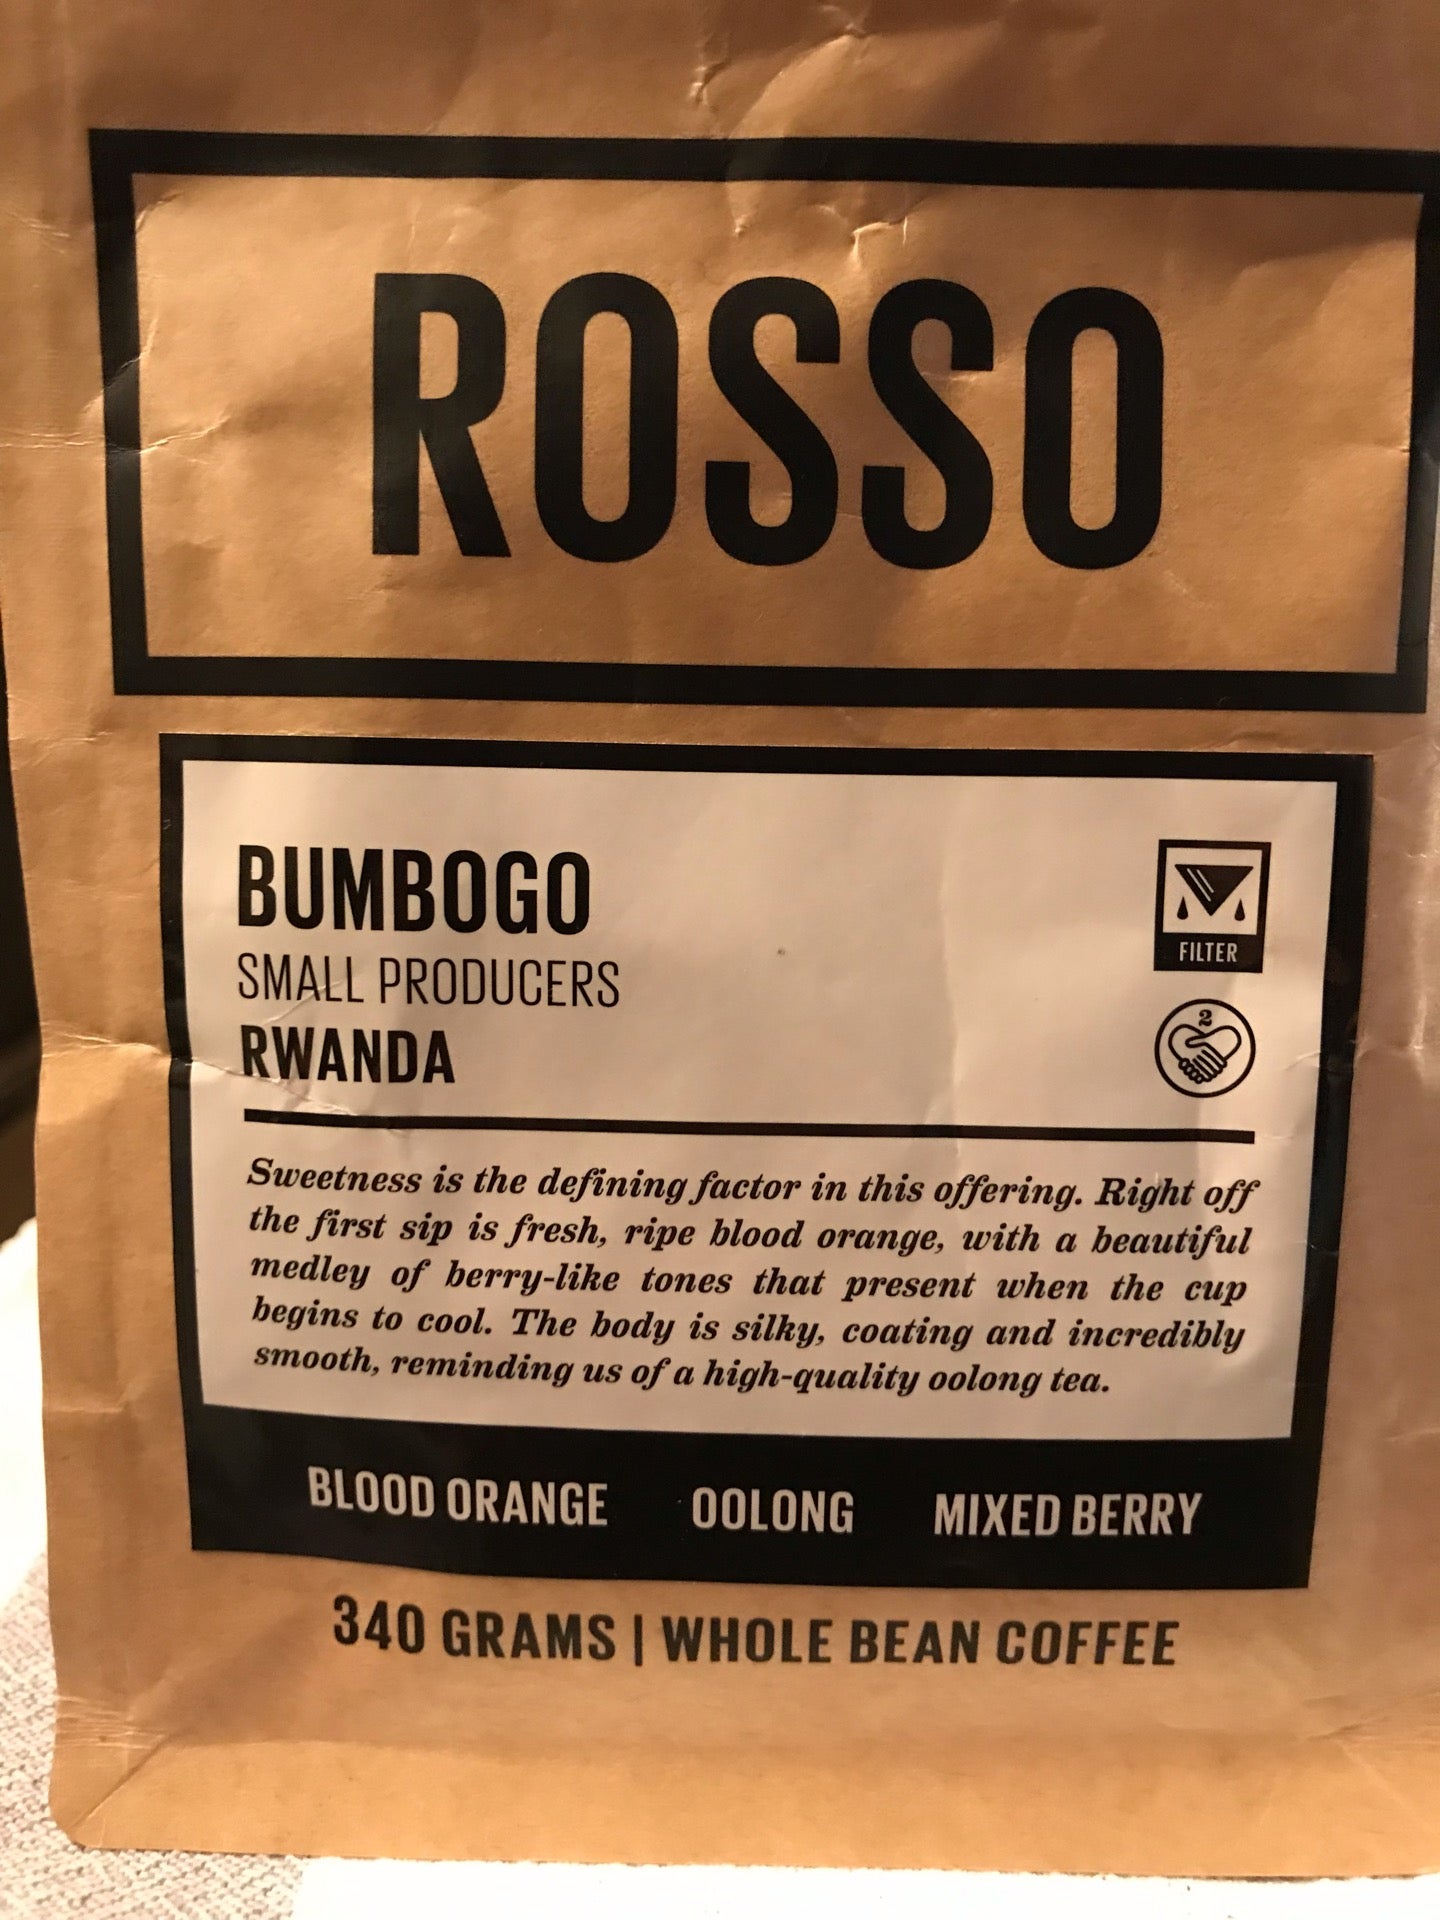 ROSSO
BUMBOGO
SMALL PRODUCERS
RWANDA
FILTER
2
Sweetness is the defining factor in this offering. Right off
the first sip is fresh, ripe blood orange, with a beautiful
medley of berry-like tones that present when the cup
begins to cool. The body is silky, coating and incredibly
smooth, reminding us of a high-quality oolong tea.
BLOOD ORANGE OOLONG MIXED BERRY
340 GRAMS | WHOLE BEAN COFFEE